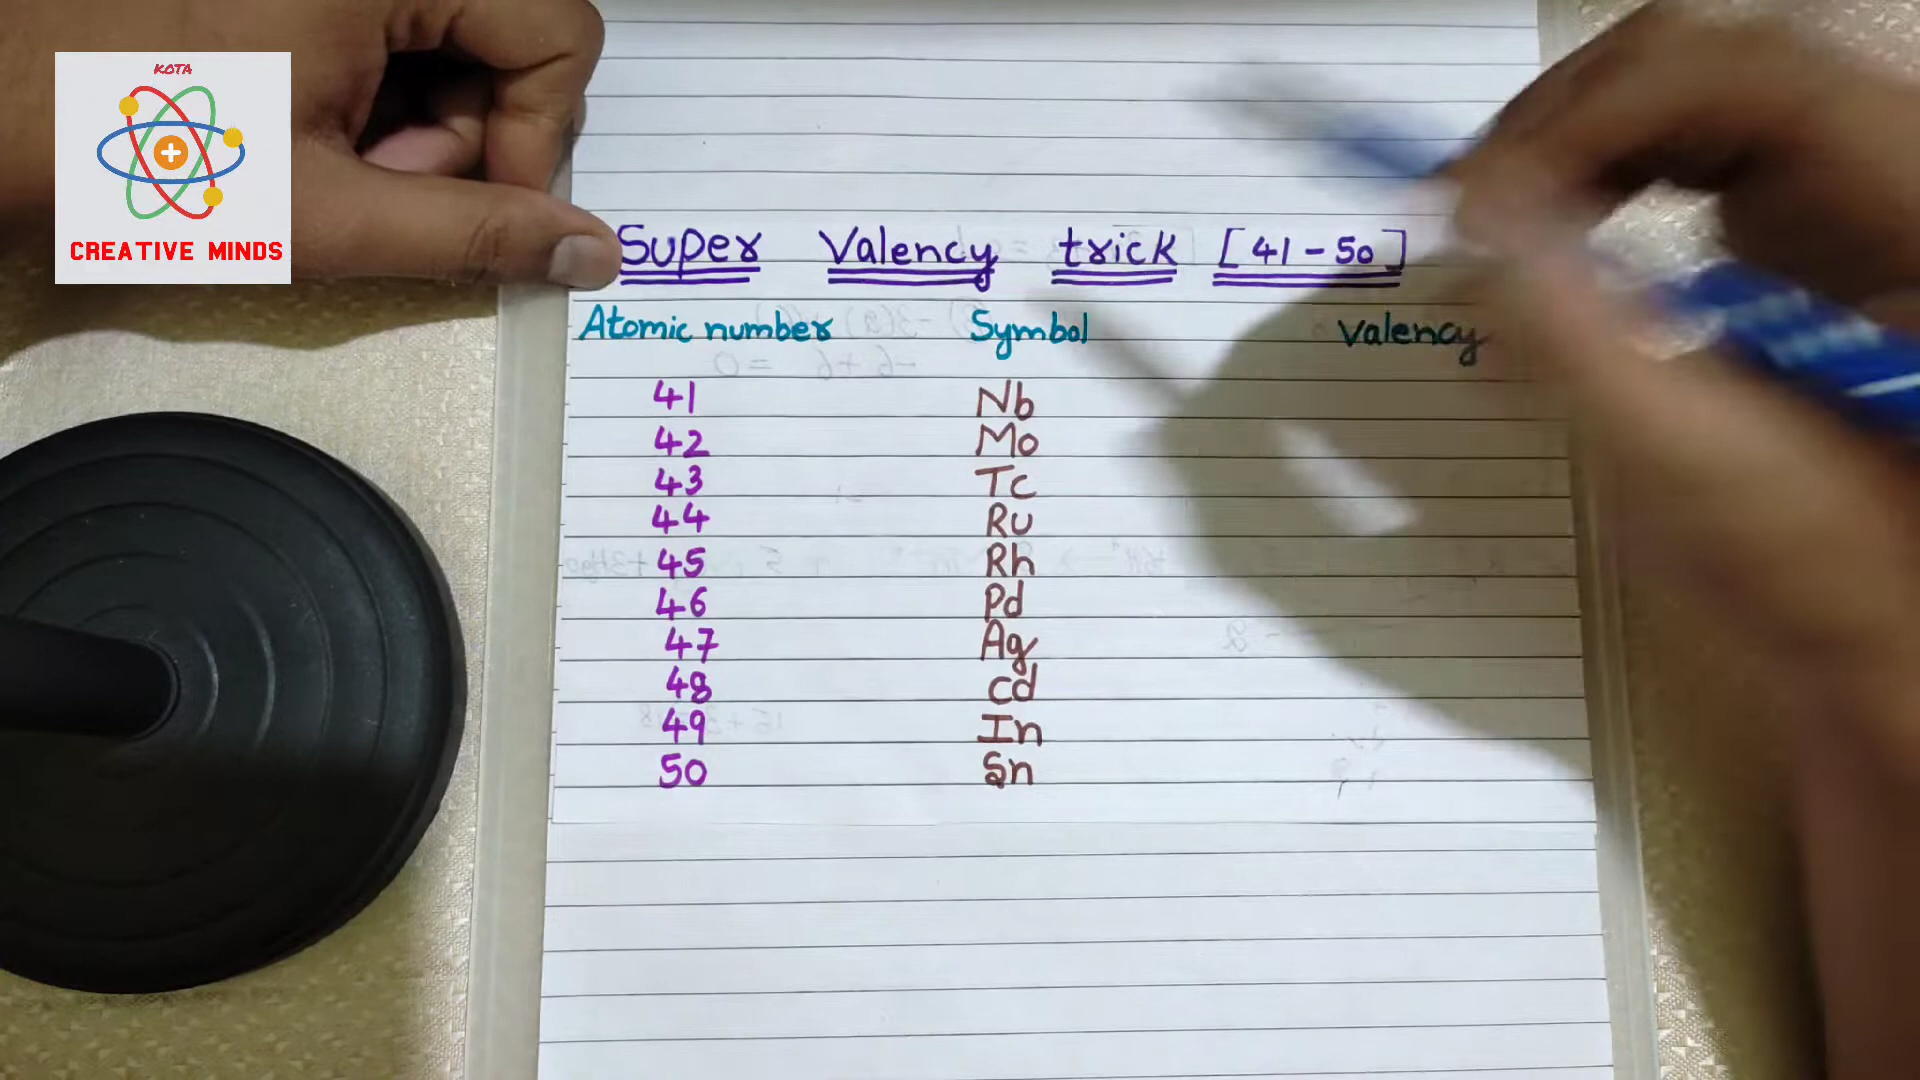 KOTA
CREATIVE MINDS
Super Valency trick [41-50]
Atomic number Symbol Valency
41 Nb
42 Mo
43 Tc
44 Ru
45 Rh
46 Pd
47 Ag
48 Cd
49 In
50 Sn